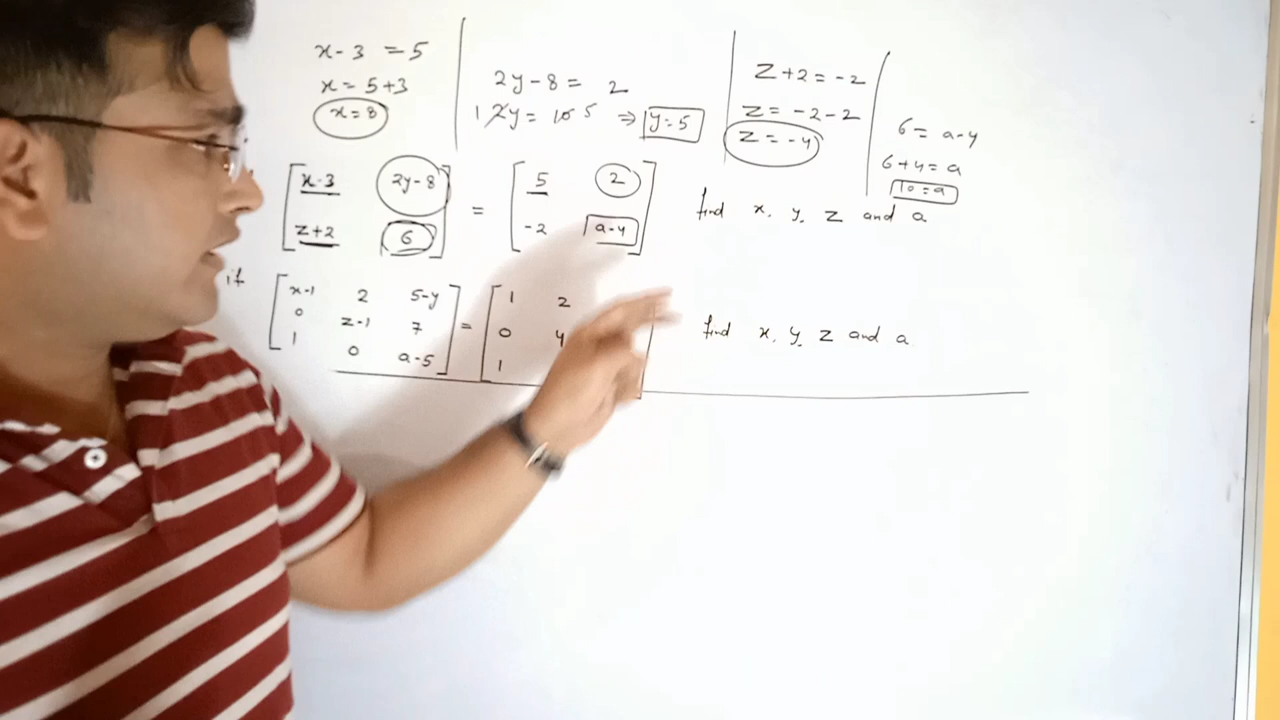 x-3 = 5
x = 5+3
x=8
2y-8= 2
1 2y = 10 5 ⇒ y=5
z+2=-2
z= -2-2
z = -4
6= a-4
6+4=a
10=a
[x-3 2y-8] = [5 2] find x, y, z and a
[z+2 6] [-2 a-4]
if [x-1 2 5-y] = [1 2 find x, y, z and a
0 z-1 7 0 4
1 0 a-5 1